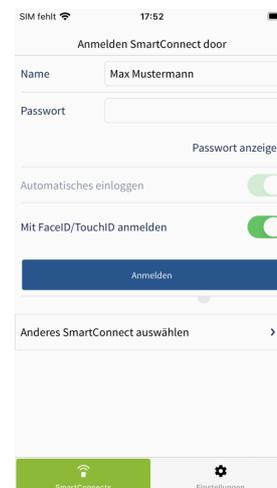 SIM fehlt 17:52
Anmelden SmartConnect door
Name Max Mustermann
Passwort
Passwort anzeige
Automatisches einloggen
Mit FaceID/TouchID anmelden
Anmelden
Anderes SmartConnect auswählen
SmartConnects Einstellungen